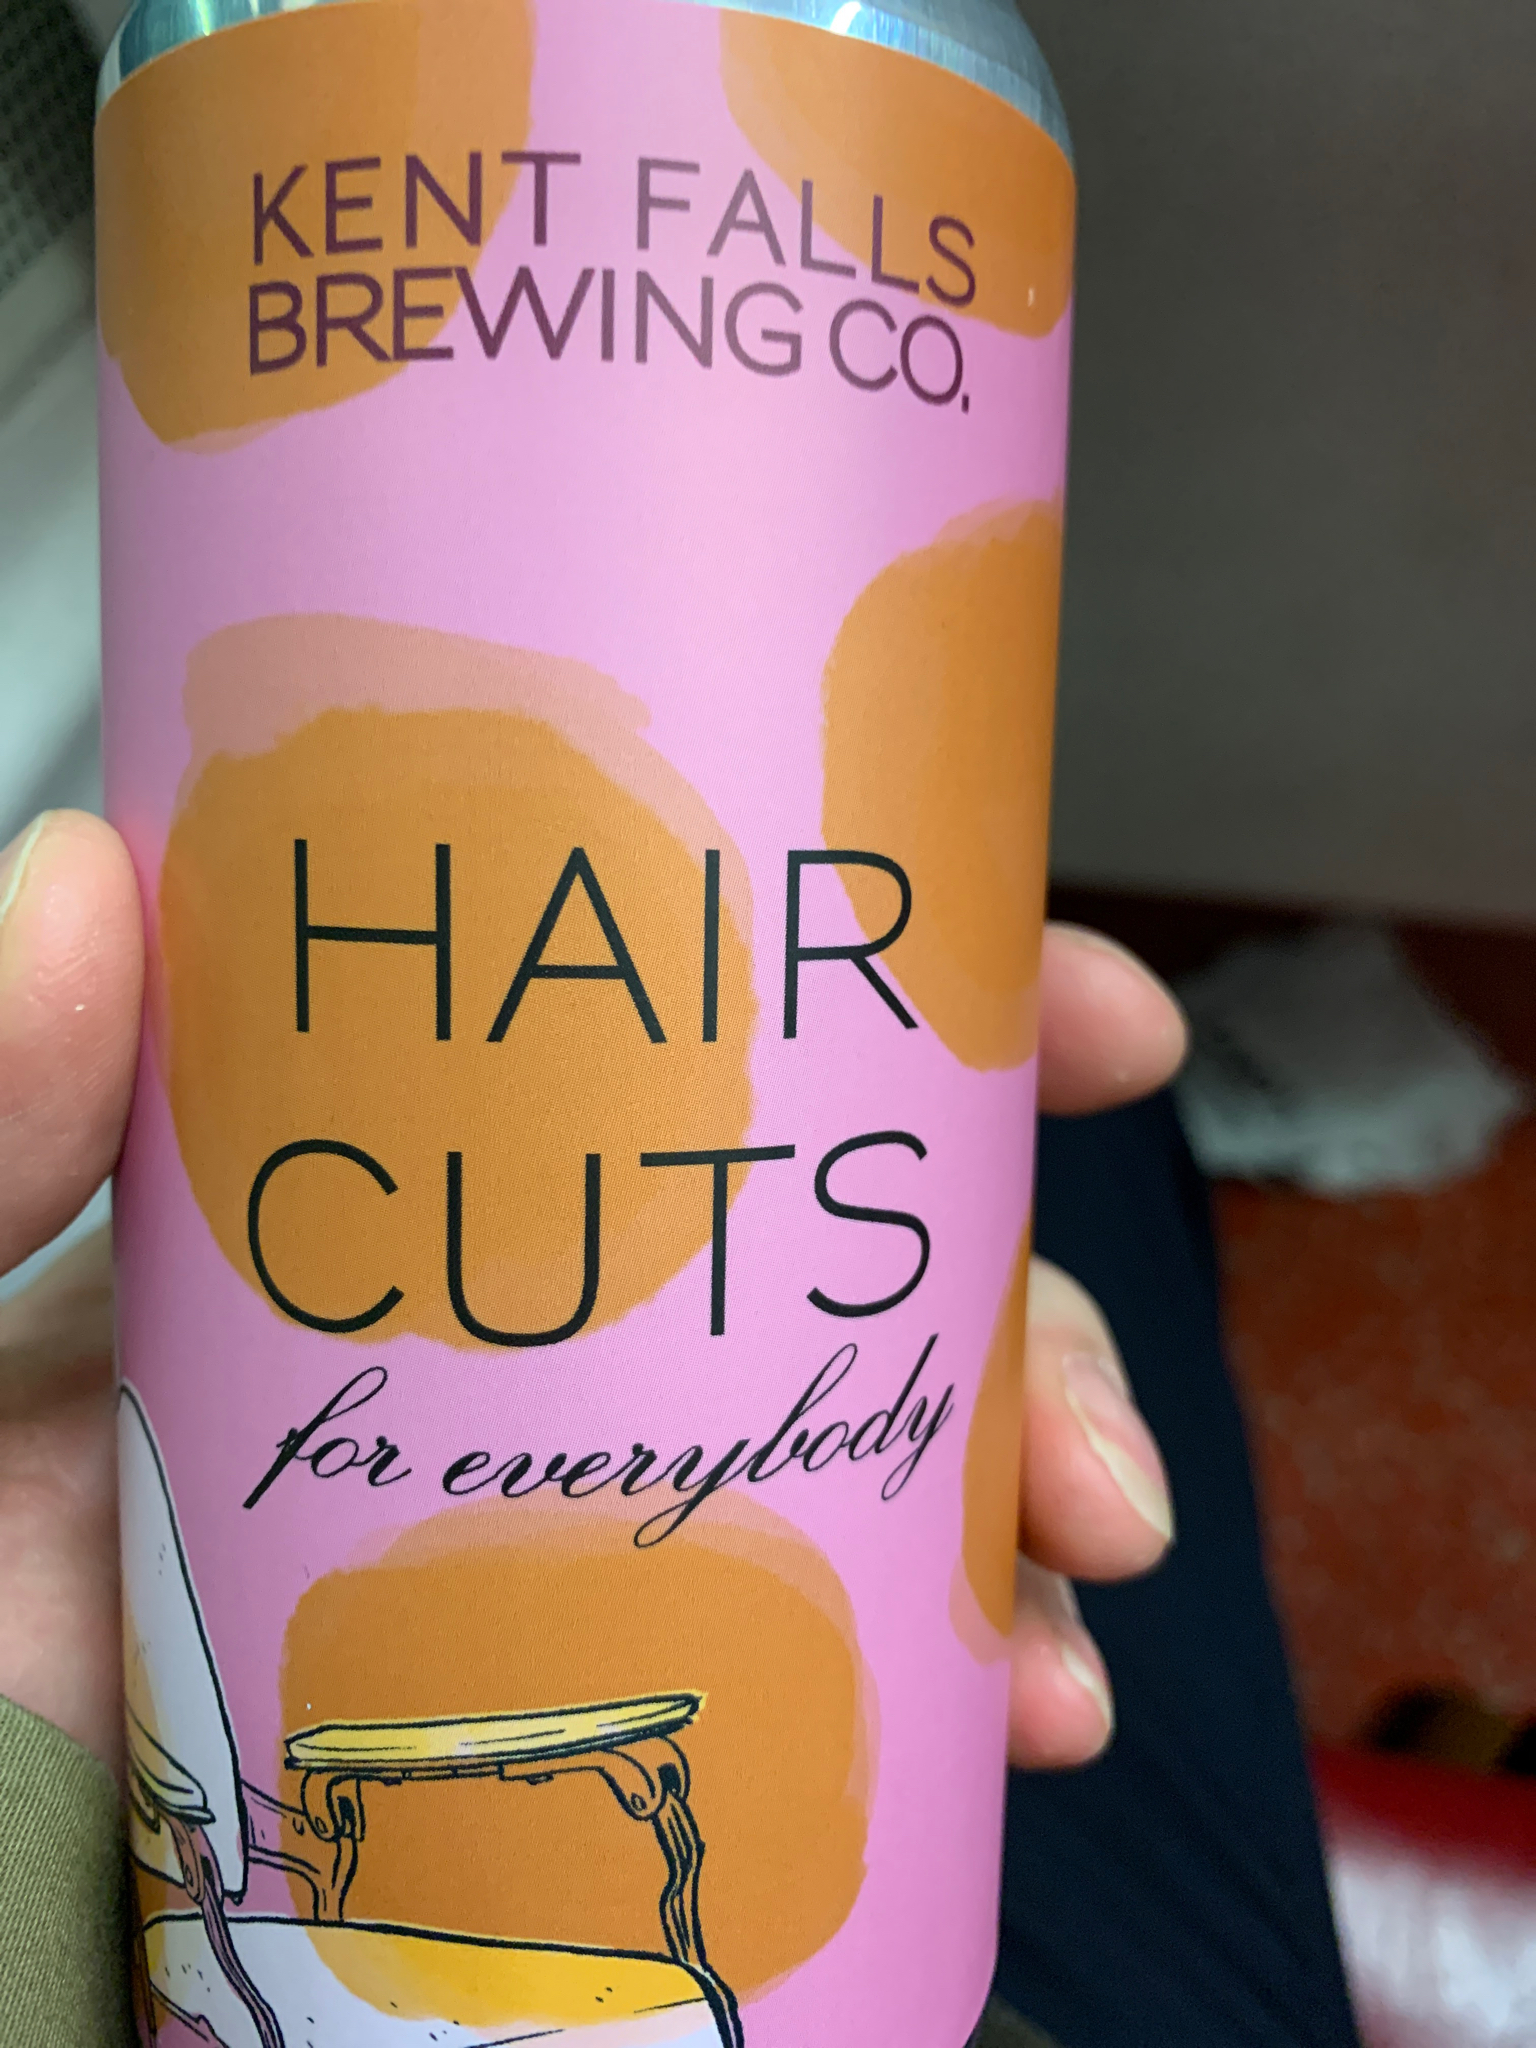 KENT FALLS
BREWING CO.
HAIR
CUTS
for everybody